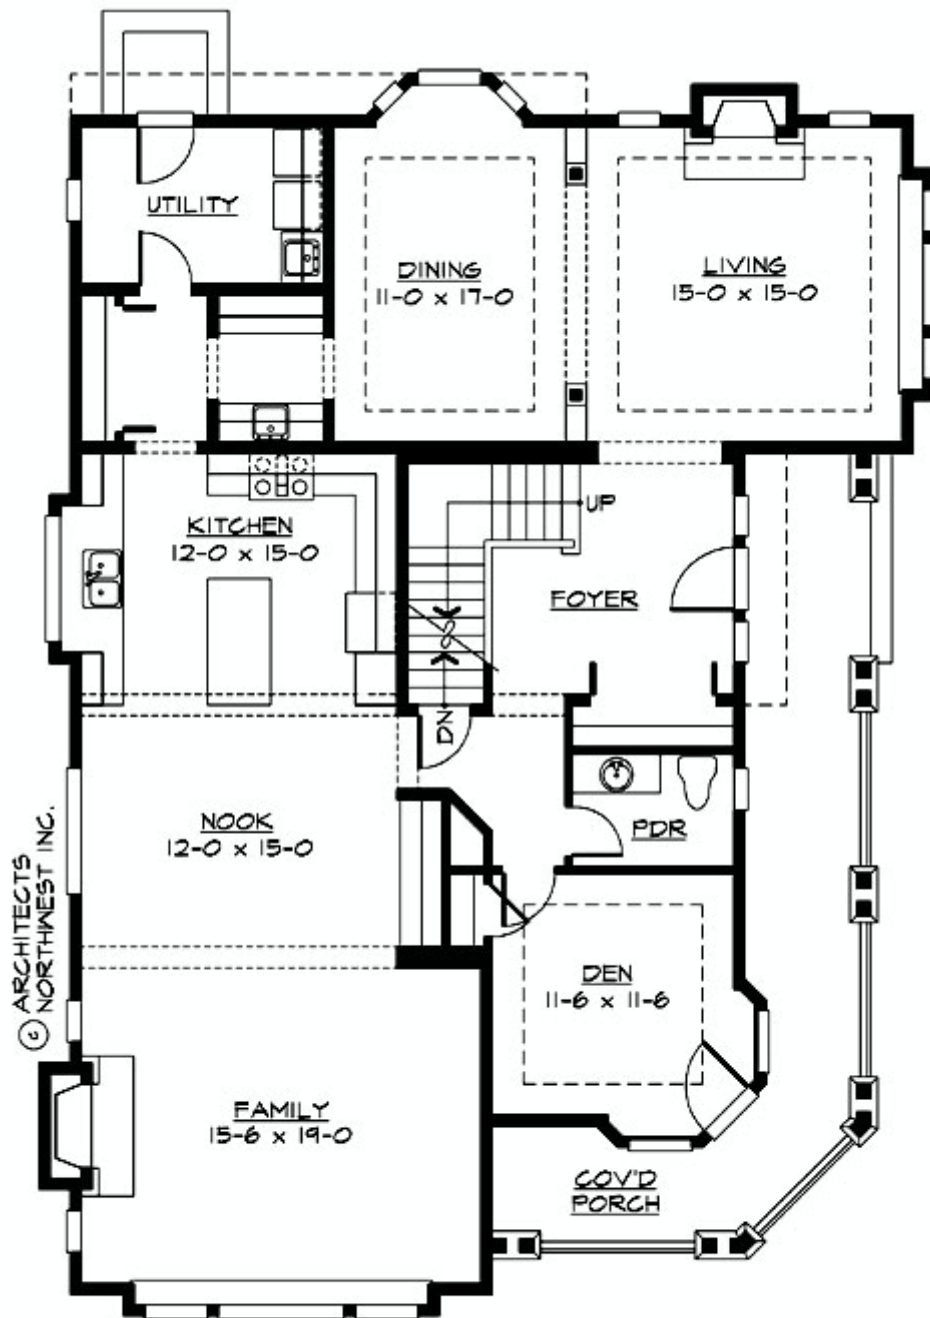 UTILITY
DINING
11-0 x 17-0
LIVING
15-0 x 15-0
KITCHEN
12-0 x 15-0
UP
FOYER
DN
NOOK
12-0 x 15-0
PDR
© ARCHITECTS
NORTHWEST INC.
DEN
11-6 x 11-6
FAMILY
15-6 x 19-0
COV'D
PORCH